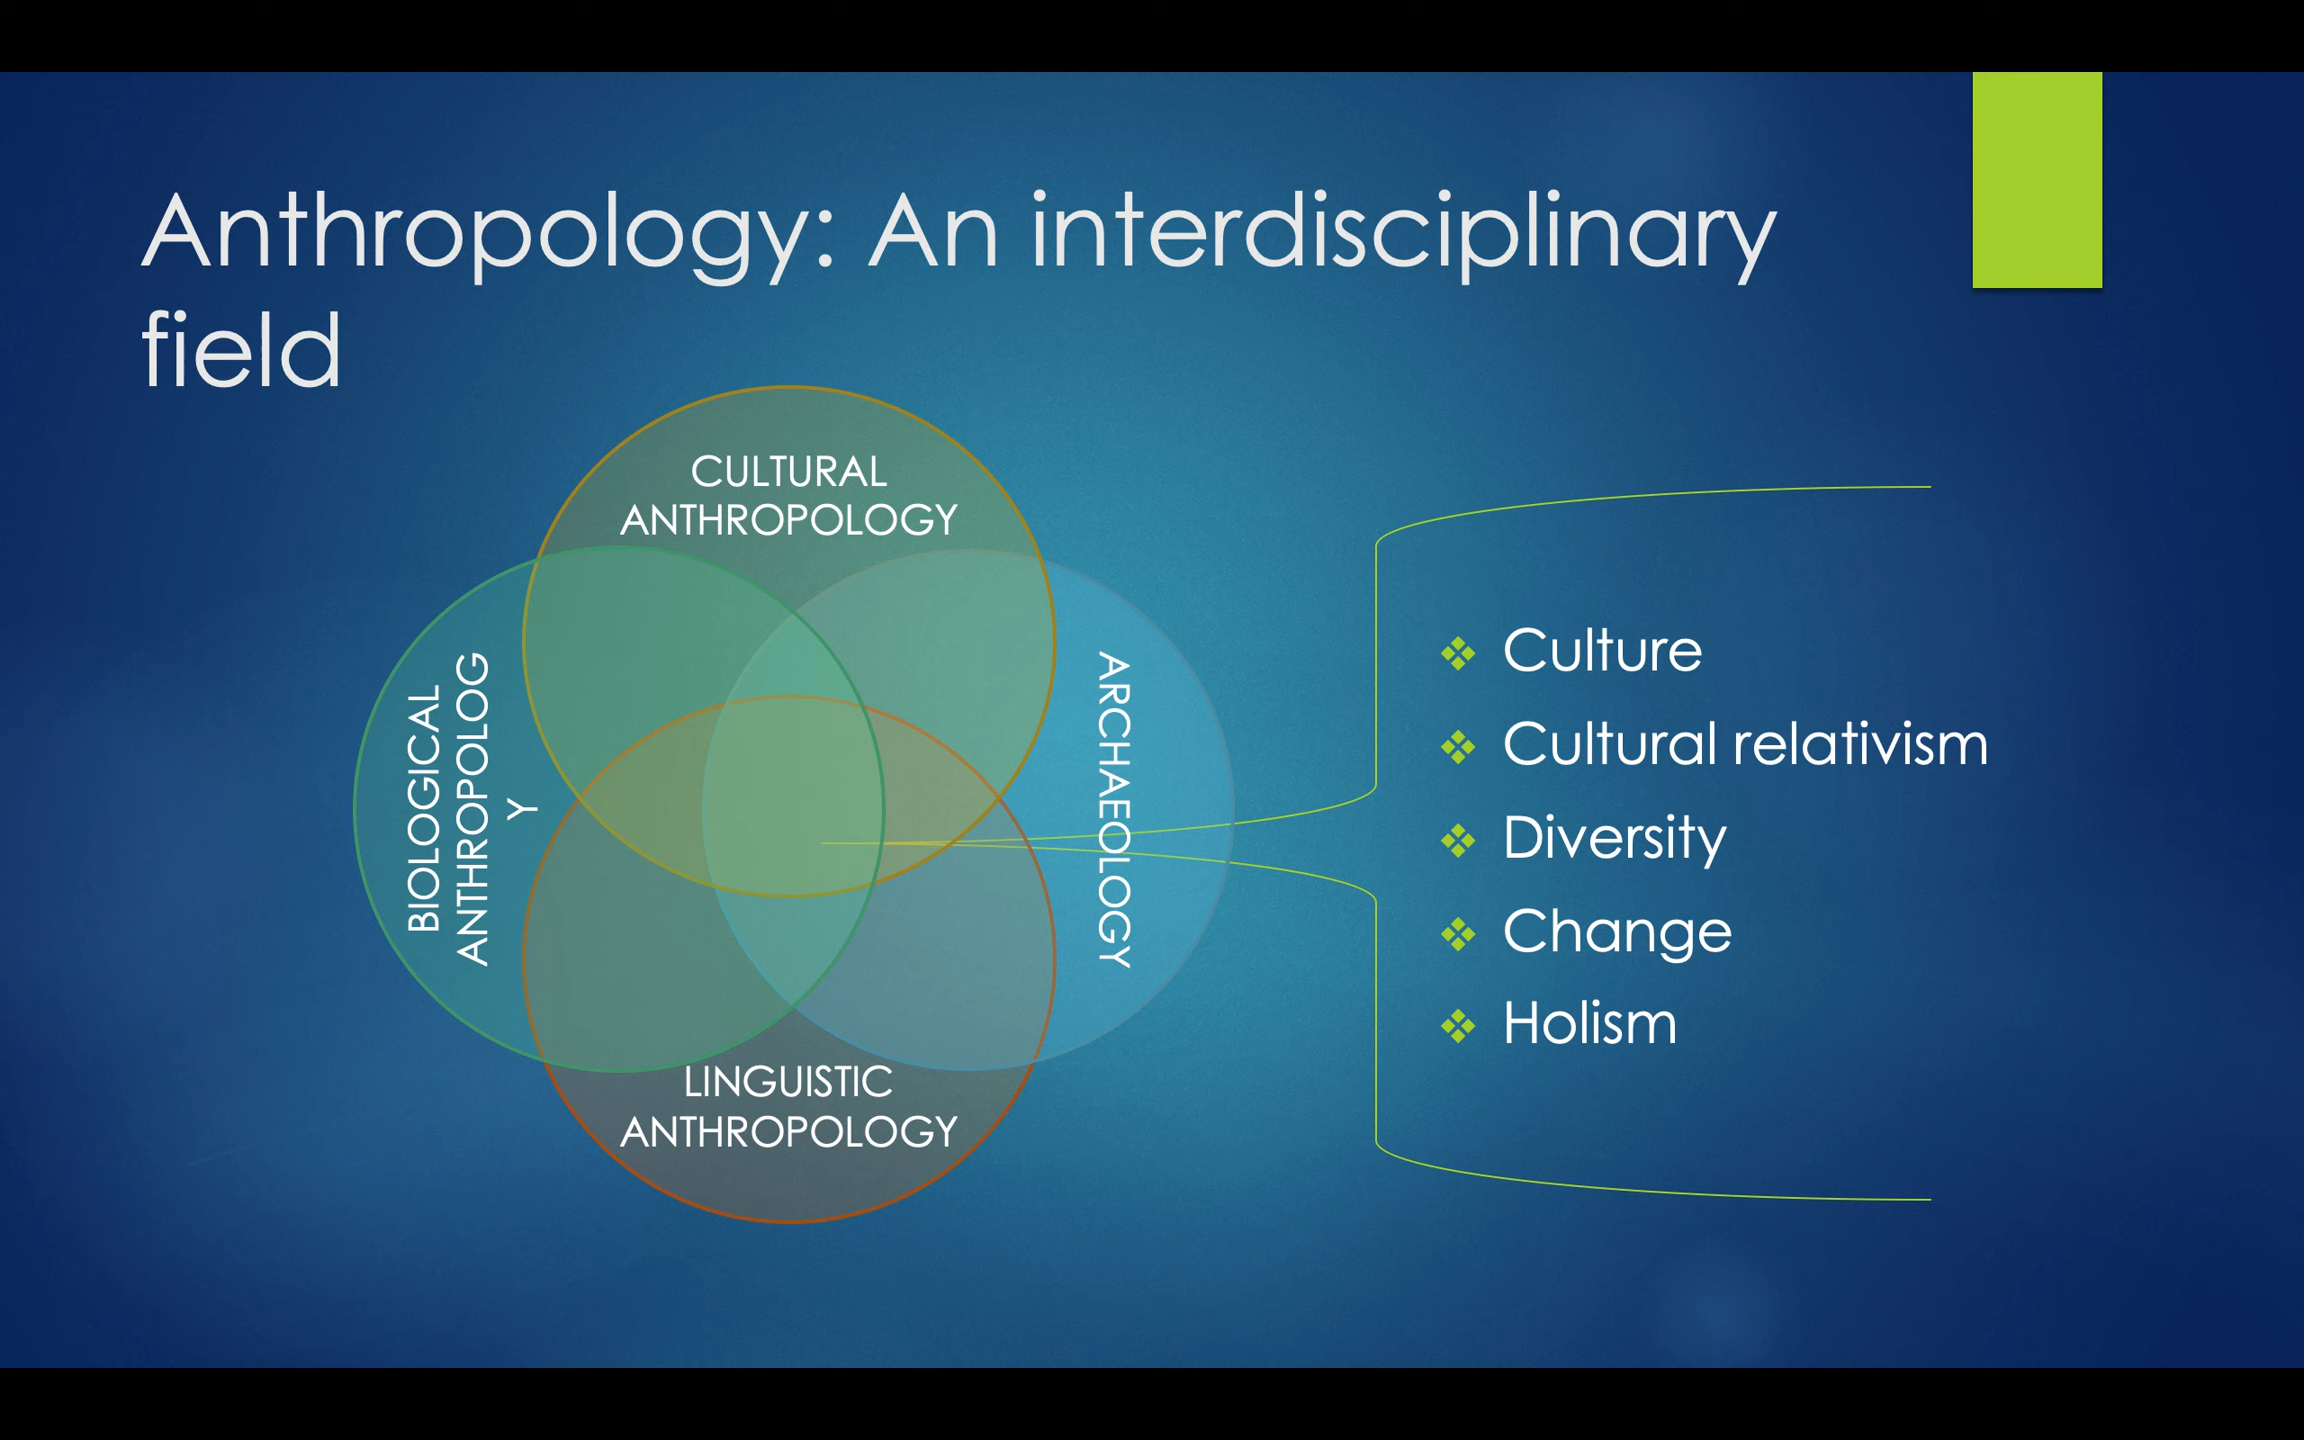 Anthropology: An interdisciplinary
field
CULTURAL
ANTHROPOLOGY
BIOLOGICAL
ANTHROPOLOG
Y
ARCHAEOLOGY
LINGUISTIC
ANTHROPOLOGY
Culture
Cultural relativism
Diversity
Change
Holism